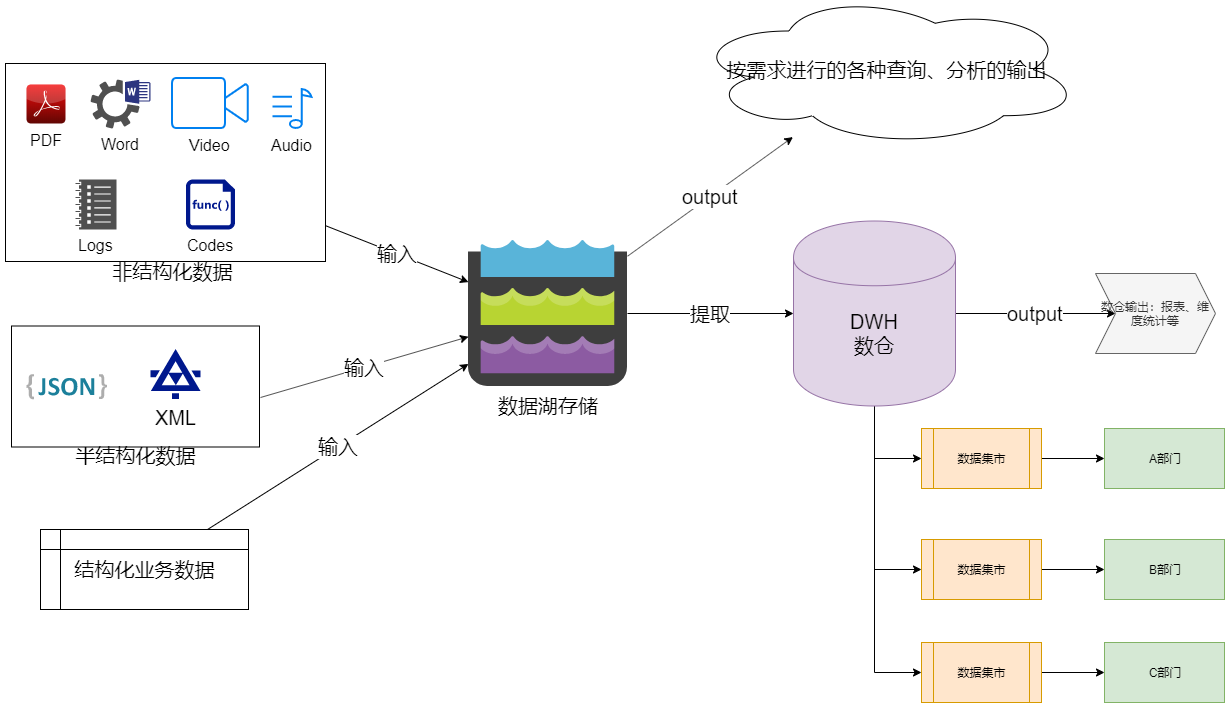 按需求进行的各种查询、分析的输出
W
PDF
Word
Video
Audio
func( )
Logs
Codes
非结构化数据
输入
output
提取
DWH
数仓
output
数仓输出：报表、维
度统计等
{JSON}
XML
半结构化数据
输入
数据湖存储
输入
结构化业务数据
数据集市
A部门
数据集市
B部门
数据集市
C部门